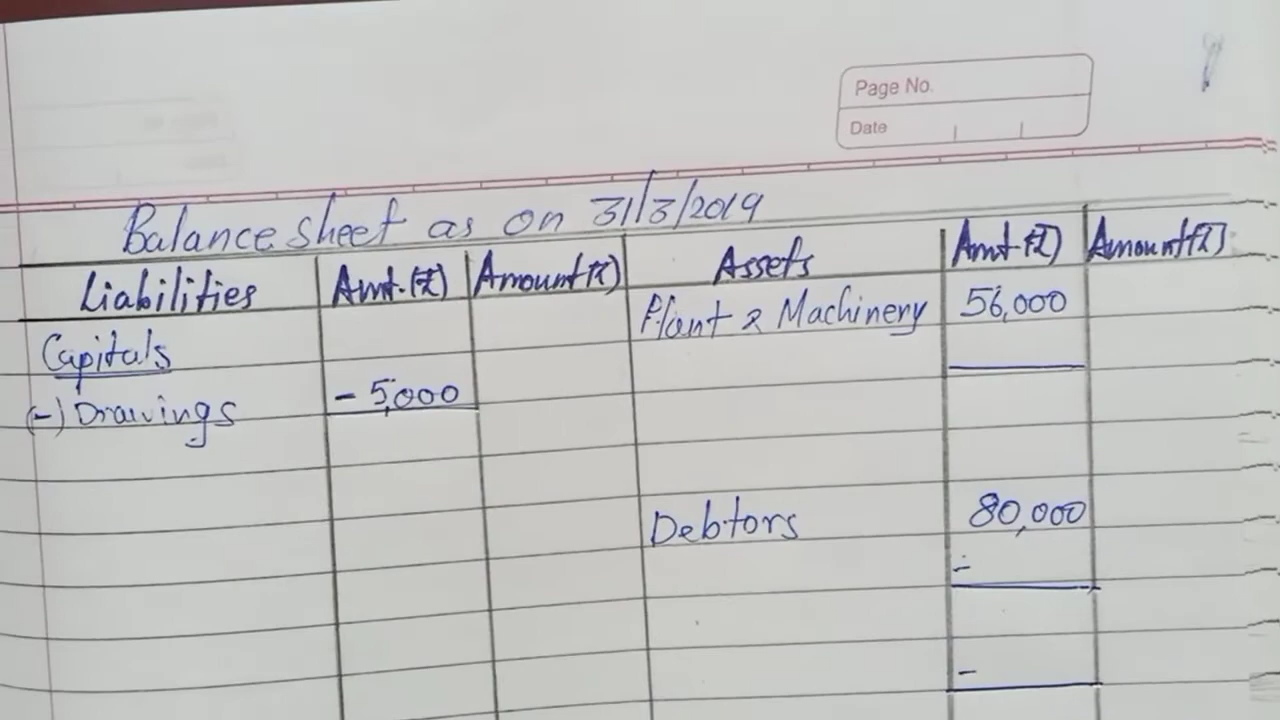 Page No.
Date
Balance sheet as on 31/3/2019
Liabilities Amt.(₹) Amount(₹) Assets Amt.(₹) Amount(₹)
Plant & Machinery 56,000
Capitals
(-) Drawings - 5,000
Debtors 80,000
-
-